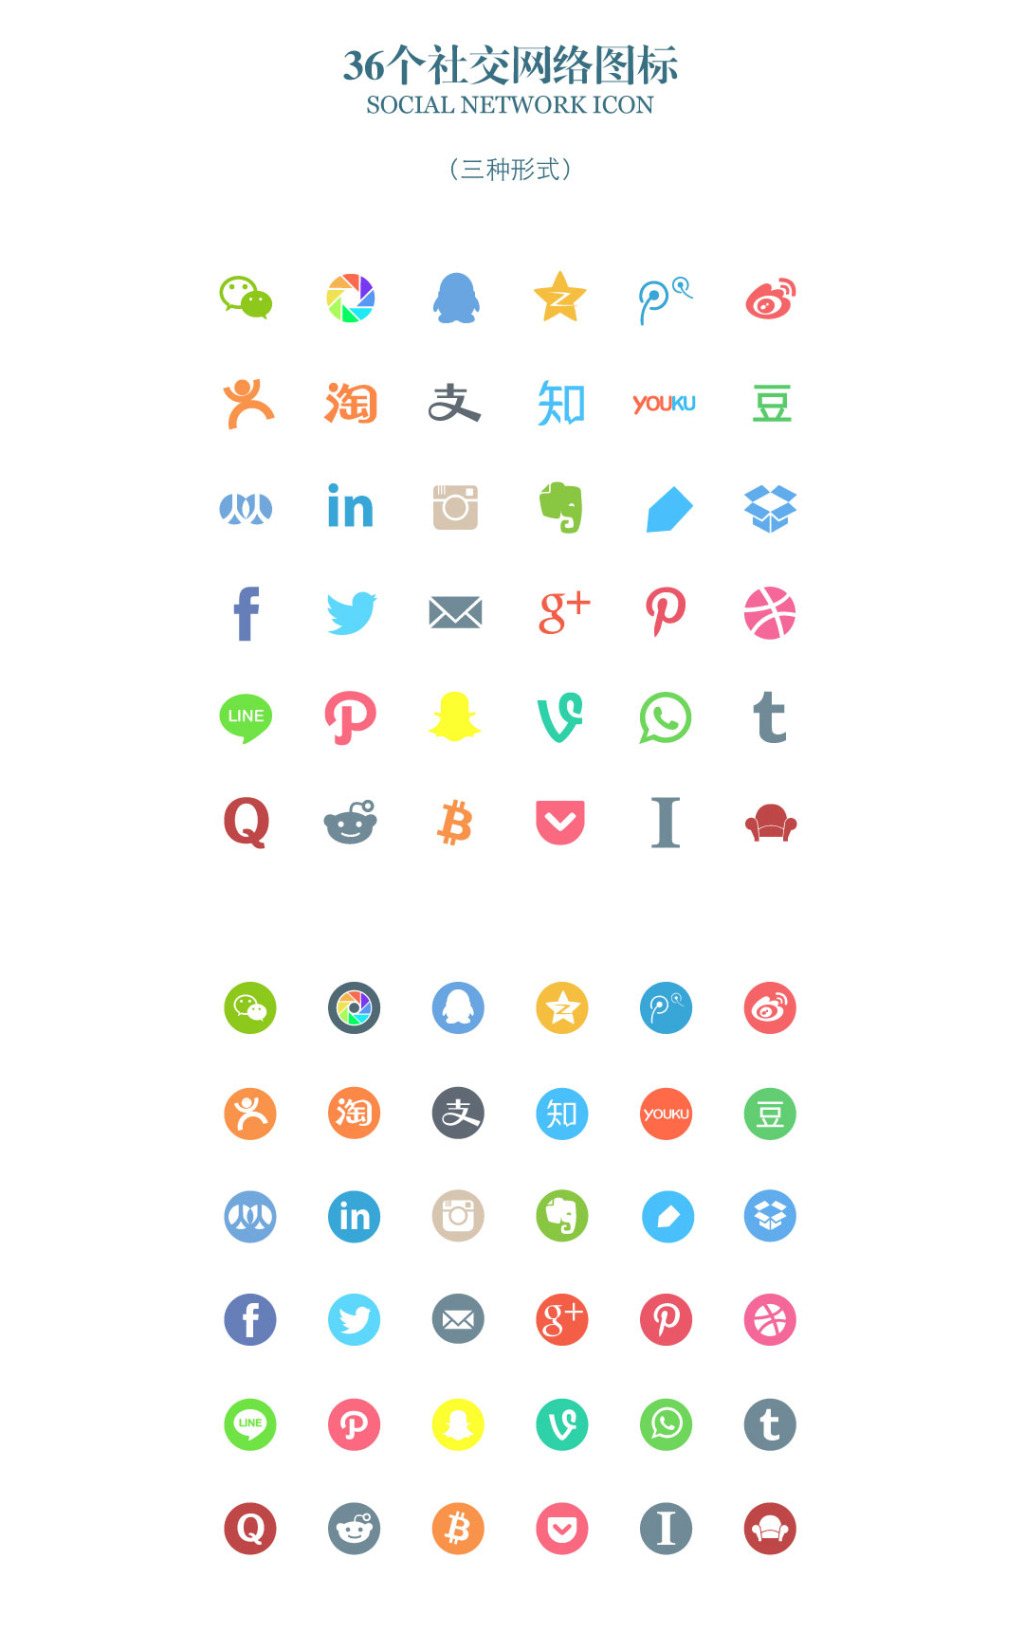 36个社交网络图标
SOCIAL NETWORK ICON
（三种形式）
淘 支 知 YOUKU 豆
in
f g+
LINE t
Q I
淘 支 知 YOUKU 豆
in
f g+
LINE t
Q I